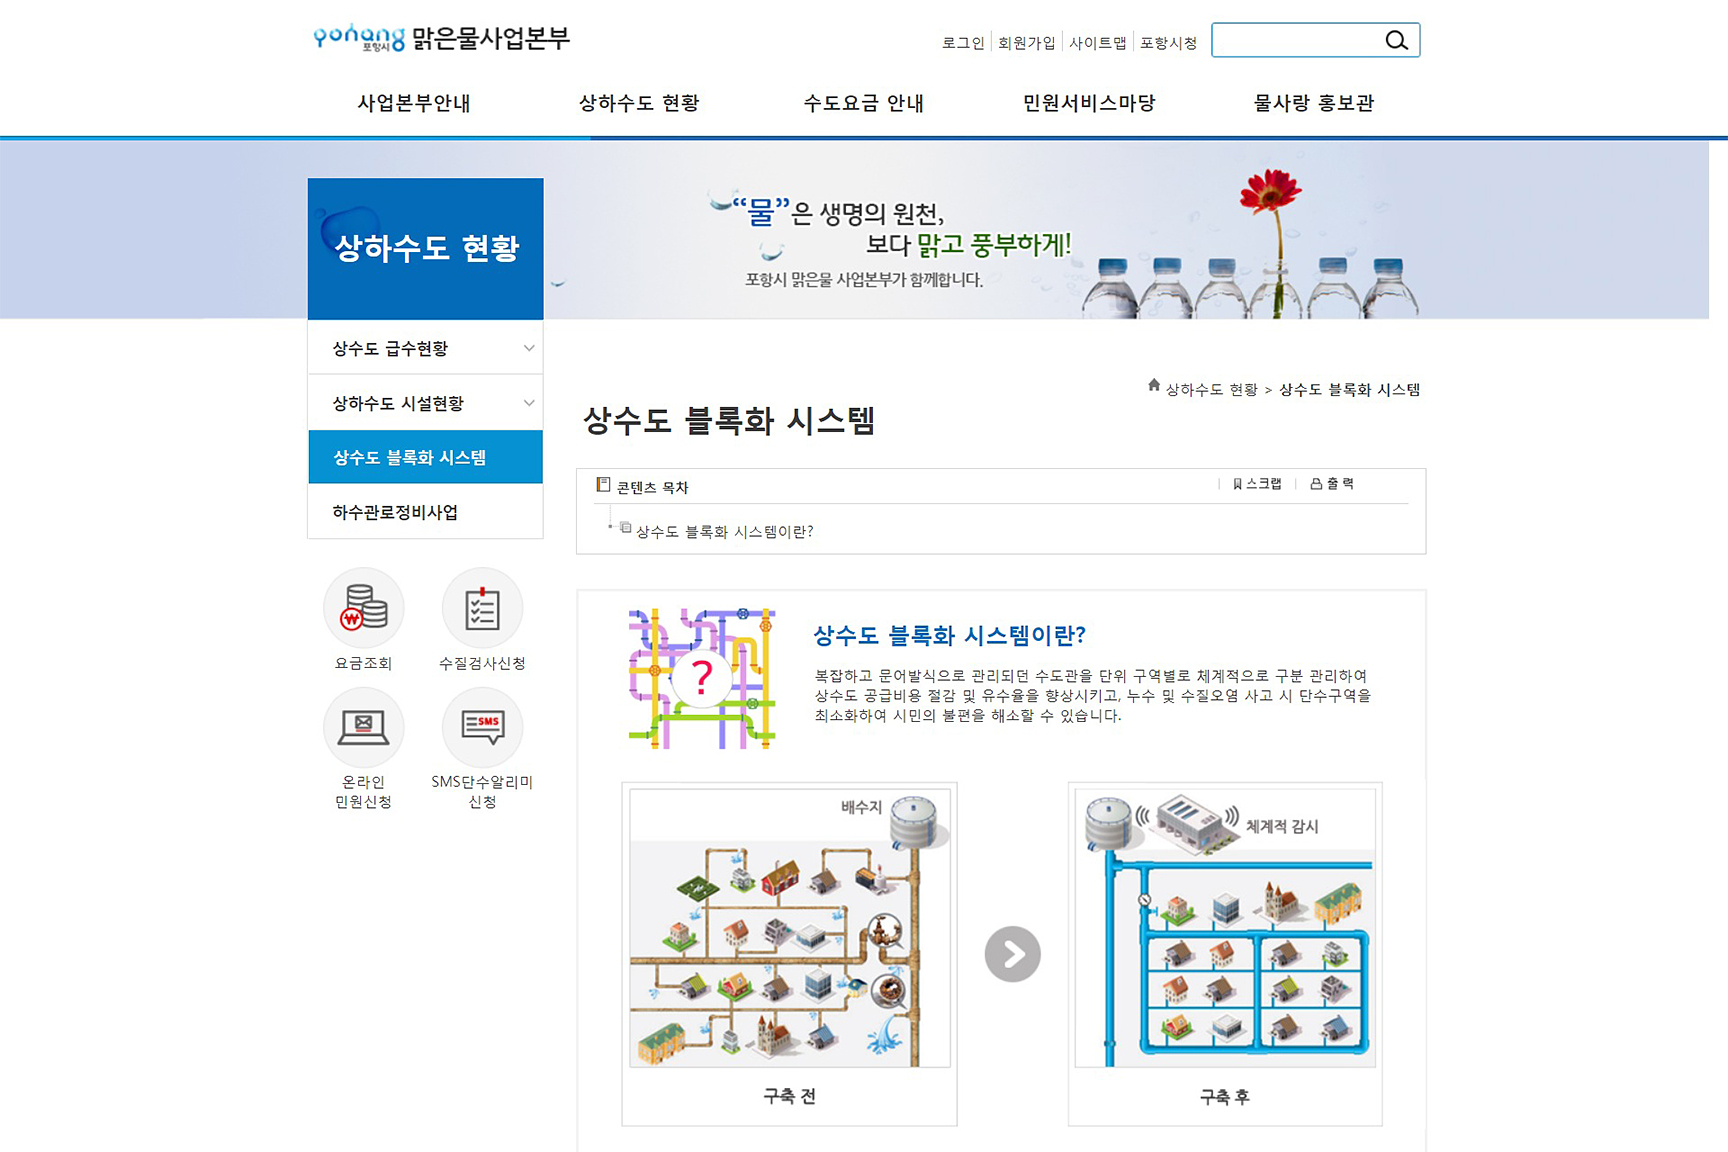 pohang
포항시 맑은물사업본부
로그인 회원가입 사이트맵 포항시청
사업본부안내 상하수도 현황 수도요금 안내 민원서비스마당 물사랑 홍보관
상하수도 현황
“물”은 생명의 원천,
보다 맑고 풍부하게!
포항시 맑은물 사업본부가 함께합니다.
상수도 급수현황
상하수도 시설현황
상수도 블록화 시스템
하수관로정비사업
요금조회
수질검사신청
온라인
민원신청
SMS
SMS단수알리미
신청
상하수도 현황 > 상수도 블록화 시스템
상수도 블록화 시스템
콘텐츠 목차
스크랩 출력
상수도 블록화 시스템이란?
?
상수도 블록화 시스템이란?
복잡하고 문어발식으로 관리되던 수도관을 단위 구역별로 체계적으로 구분 관리하여
상수도 공급비용 절감 및 유수율을 향상시키고, 누수 및 수질오염 사고 시 단수구역을
최소화하여 시민의 불편을 해소할 수 있습니다.
배수지
구축 전
체계적 감시
구축 후